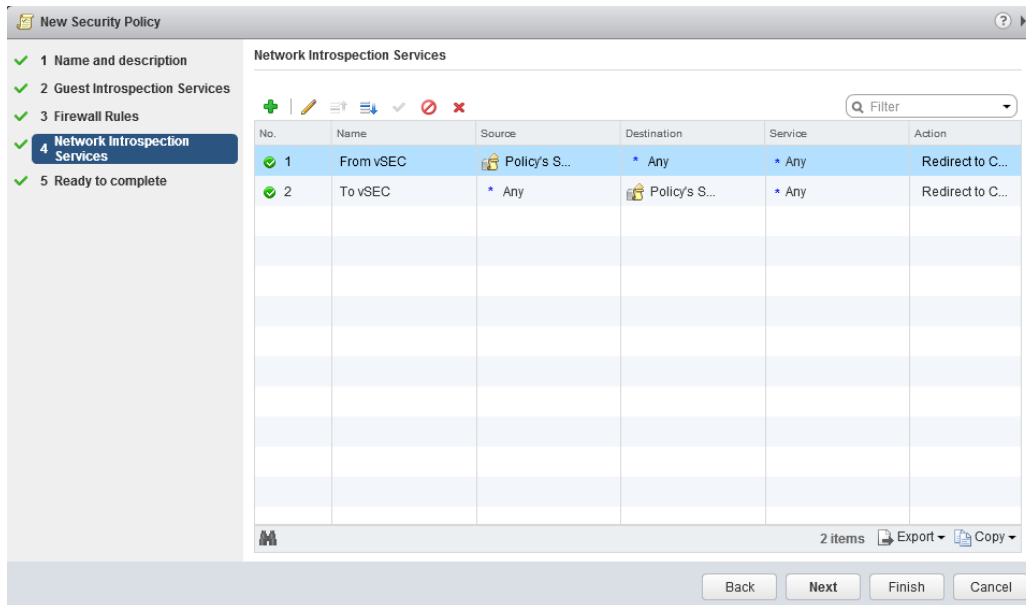 New Security Policy
?
1 Name and description
2 Guest Introspection Services
3 Firewall Rules
4 Network Introspection
Services
5 Ready to complete
Network Introspection Services
Filter
No. Name Source Destination Service Action
1 From vSEC Policy's S... * Any * Any Redirect to C...
2 To vSEC * Any Policy's S... * Any Redirect to C...
2 items Export Copy
Back Next Finish Cancel